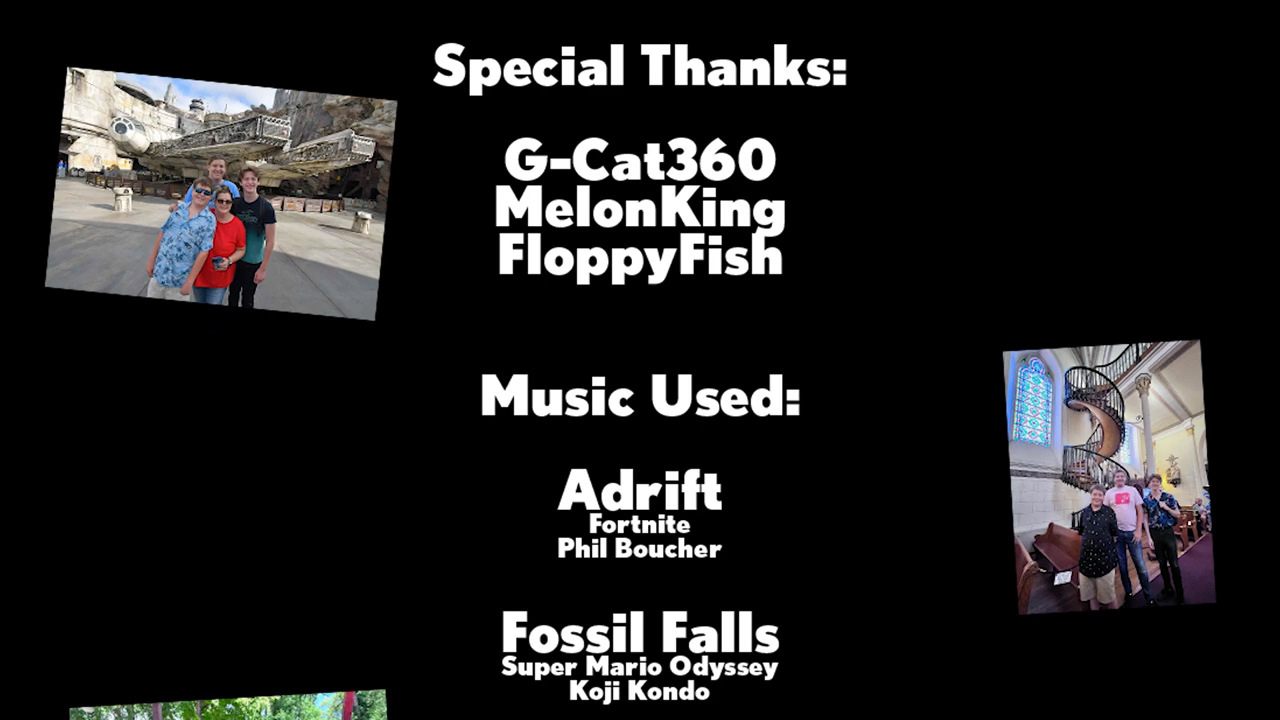 Special Thanks:
G-Cat360
MelonKing
FloppyFish
Music Used:
Adrift
Fortnite
Phil Boucher
Fossil Falls
Super Mario Odyssey
Koji Kondo